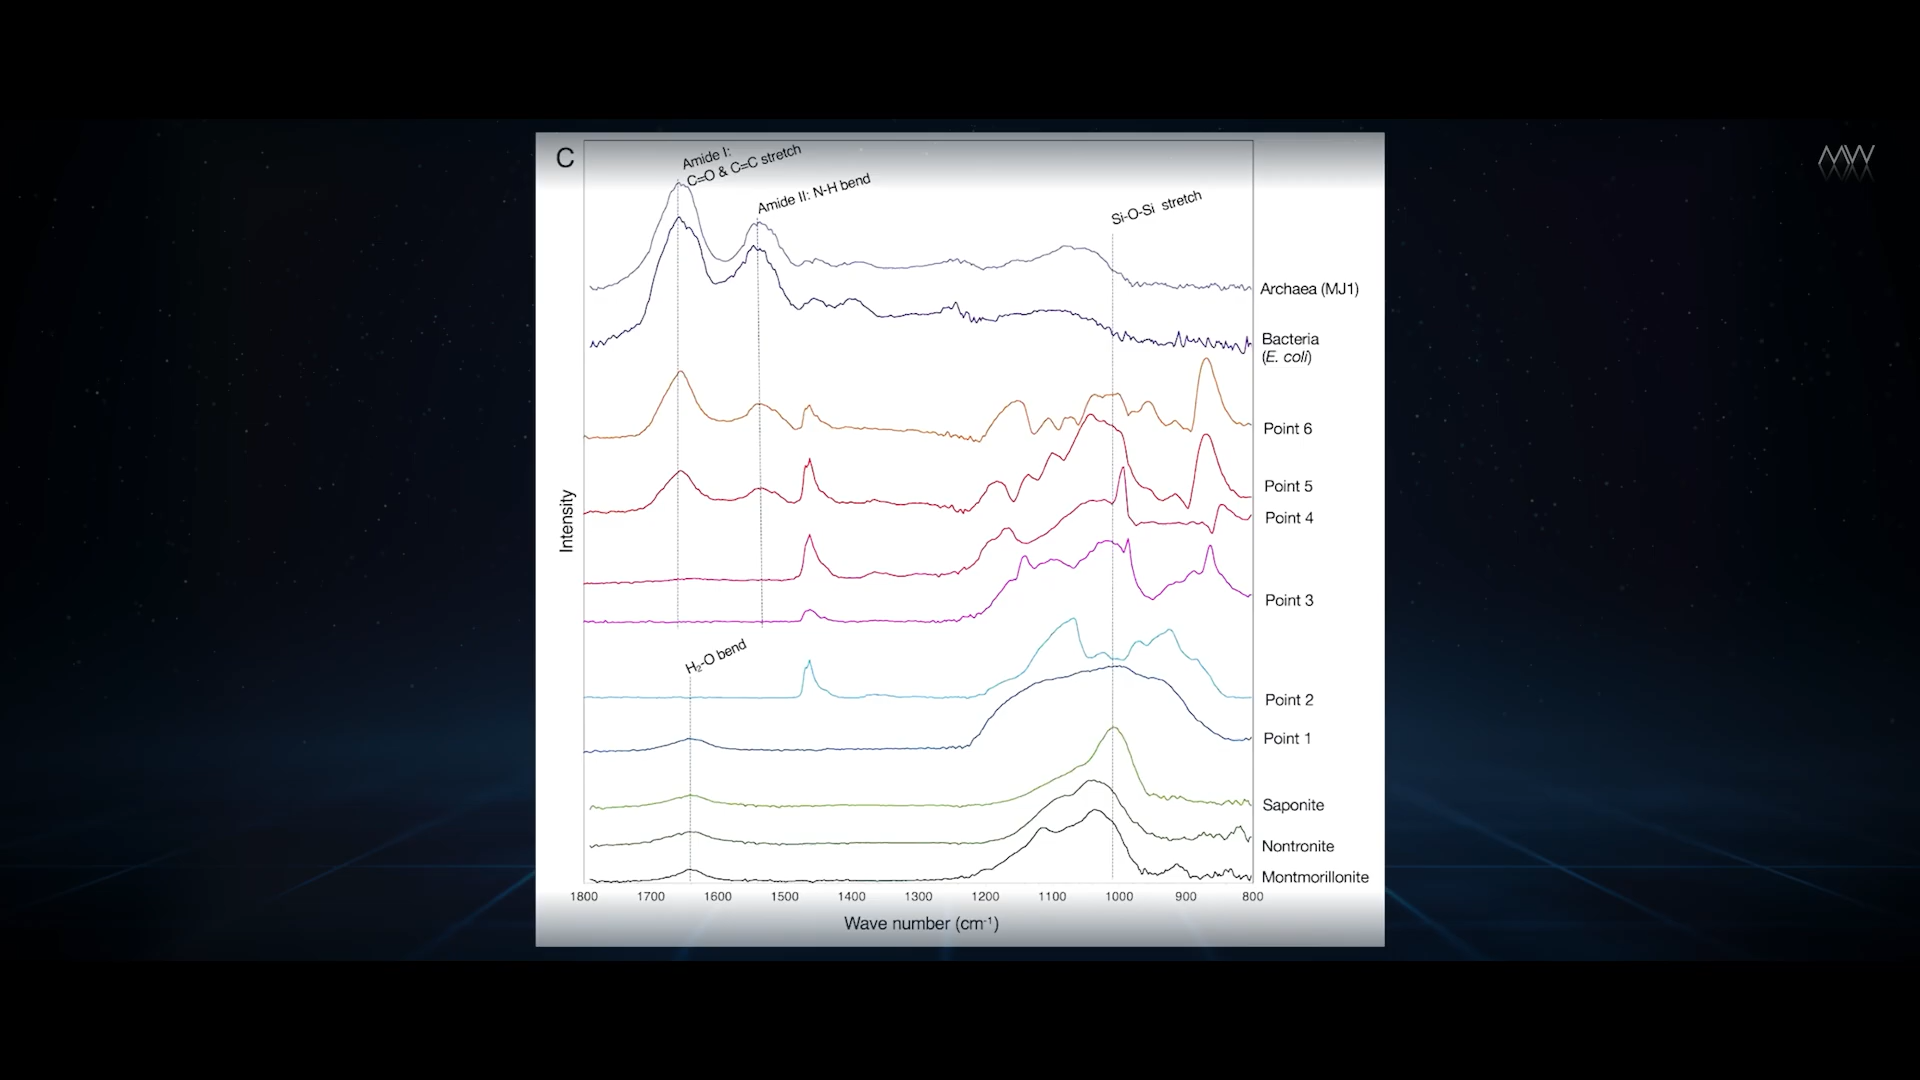 C
Amide I:
C=O & C=C stretch
Amide II: N-H bend
Si-O-Si stretch
MW
Archaea (MJ1)
Bacteria
(E. coli)
Point 6
Point 5
Point 4
Point 3
H₂-O bend
Point 2
Point 1
Saponite
Nontronite
Montmorillonite
Intensity
1800 1700 1600 1500 1400 1300 1200 1100 1000 900 800
Wave number (cm⁻¹)